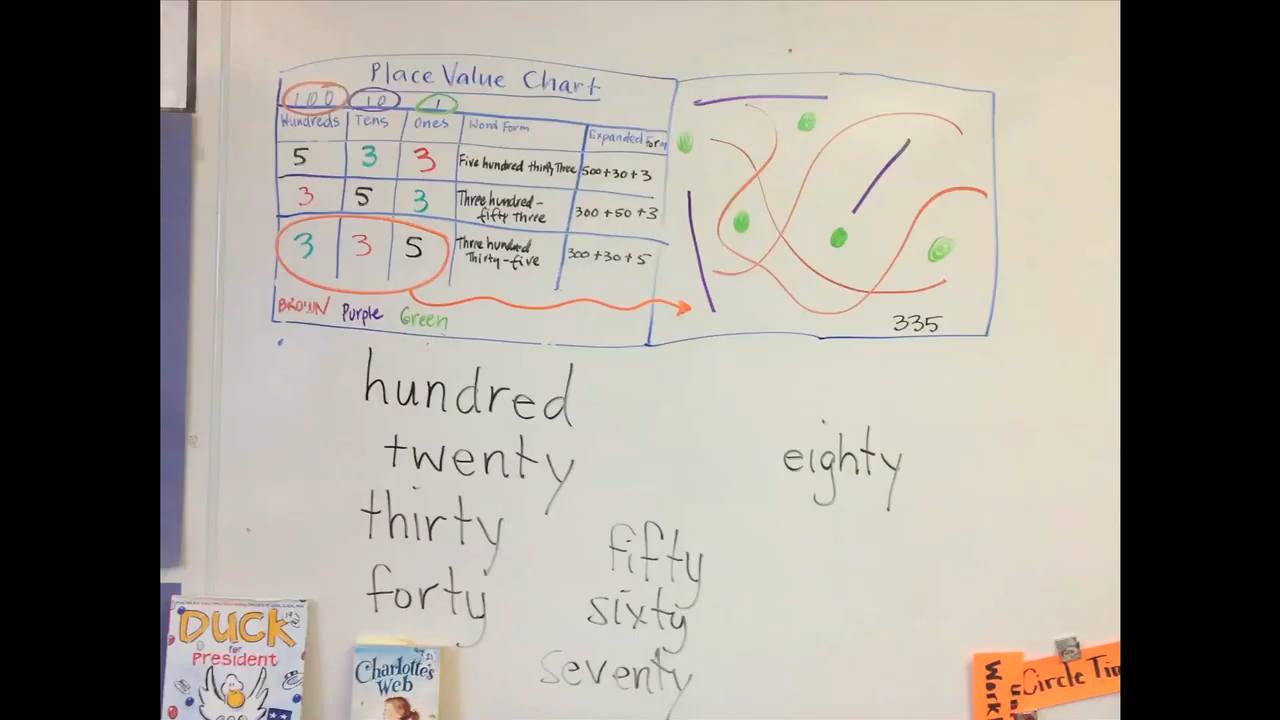 Place Value Chart
100 10 1
Hundreds Tens Ones Word Form Expanded Form
5 3 3 Five hundred thirty Three 500+30+3
3 5 3 Three hundred-
fifty three 300+50+3
3 3 5 Three hundred
Thirty-five 300+30+5
BROWN Purple Green
335
hundred
twenty
thirty
forty
fifty
sixty
seventy
eighty
DUCK
for
President
Charlotte's
Web
Circle Tim
Work